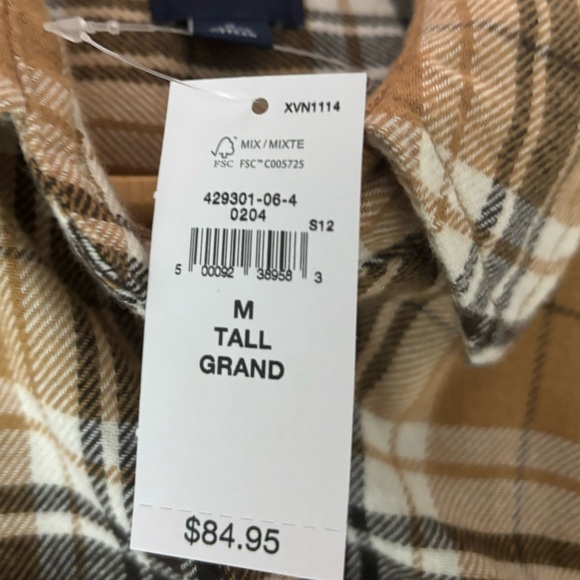 XVN1114
MIX / MIXTE
FSC FSC™ C005725
429301-06-4
0204
S12
5 00092 38958 3
M
TALL
GRAND
$84.95